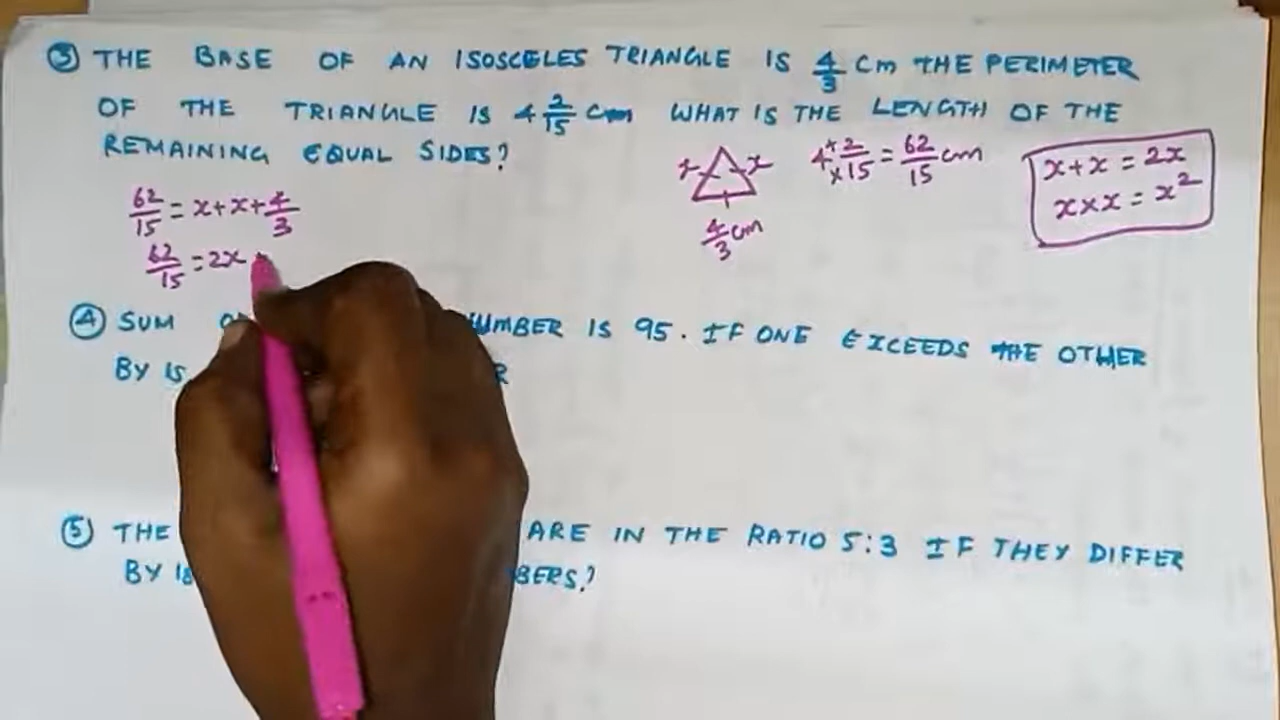 ③ THE BASE OF AN ISOSCELES TRIANGLE IS 4/3 Cm THE PERIMETER
OF THE TRIANGLE IS 4 2/15 cm WHAT IS THE LENGTH OF THE
REMAINING EQUAL SIDES?
x x 4/3 cm
4 + 2/15 × = 62/15 cm
x+x = 2x
x×x = x²
62/15 = x+x+4/3
62/15 = 2x
④ SUM NUMBER IS 95. IF ONE EXCEEDS THE OTHER
BY 15
⑤ THE ARE IN THE RATIO 5:3 IF THEY DIFFER
BY 18